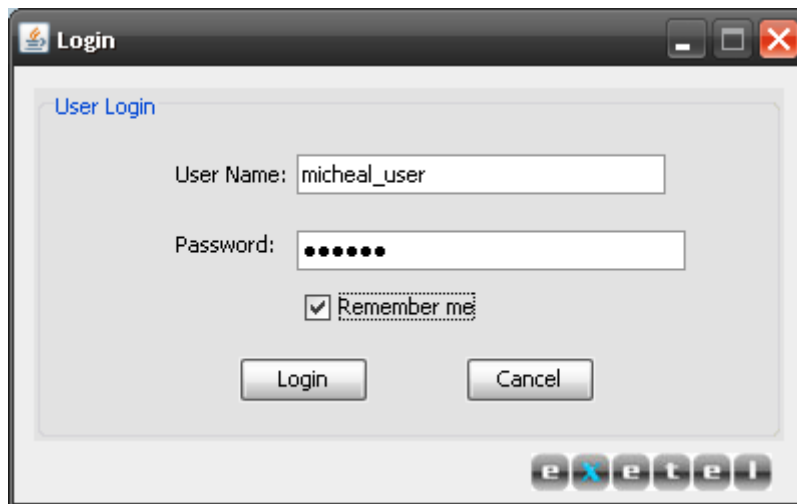 Login
User Login
User Name: micheal_user
Password: ••••••
Remember me
Login Cancel
exetel